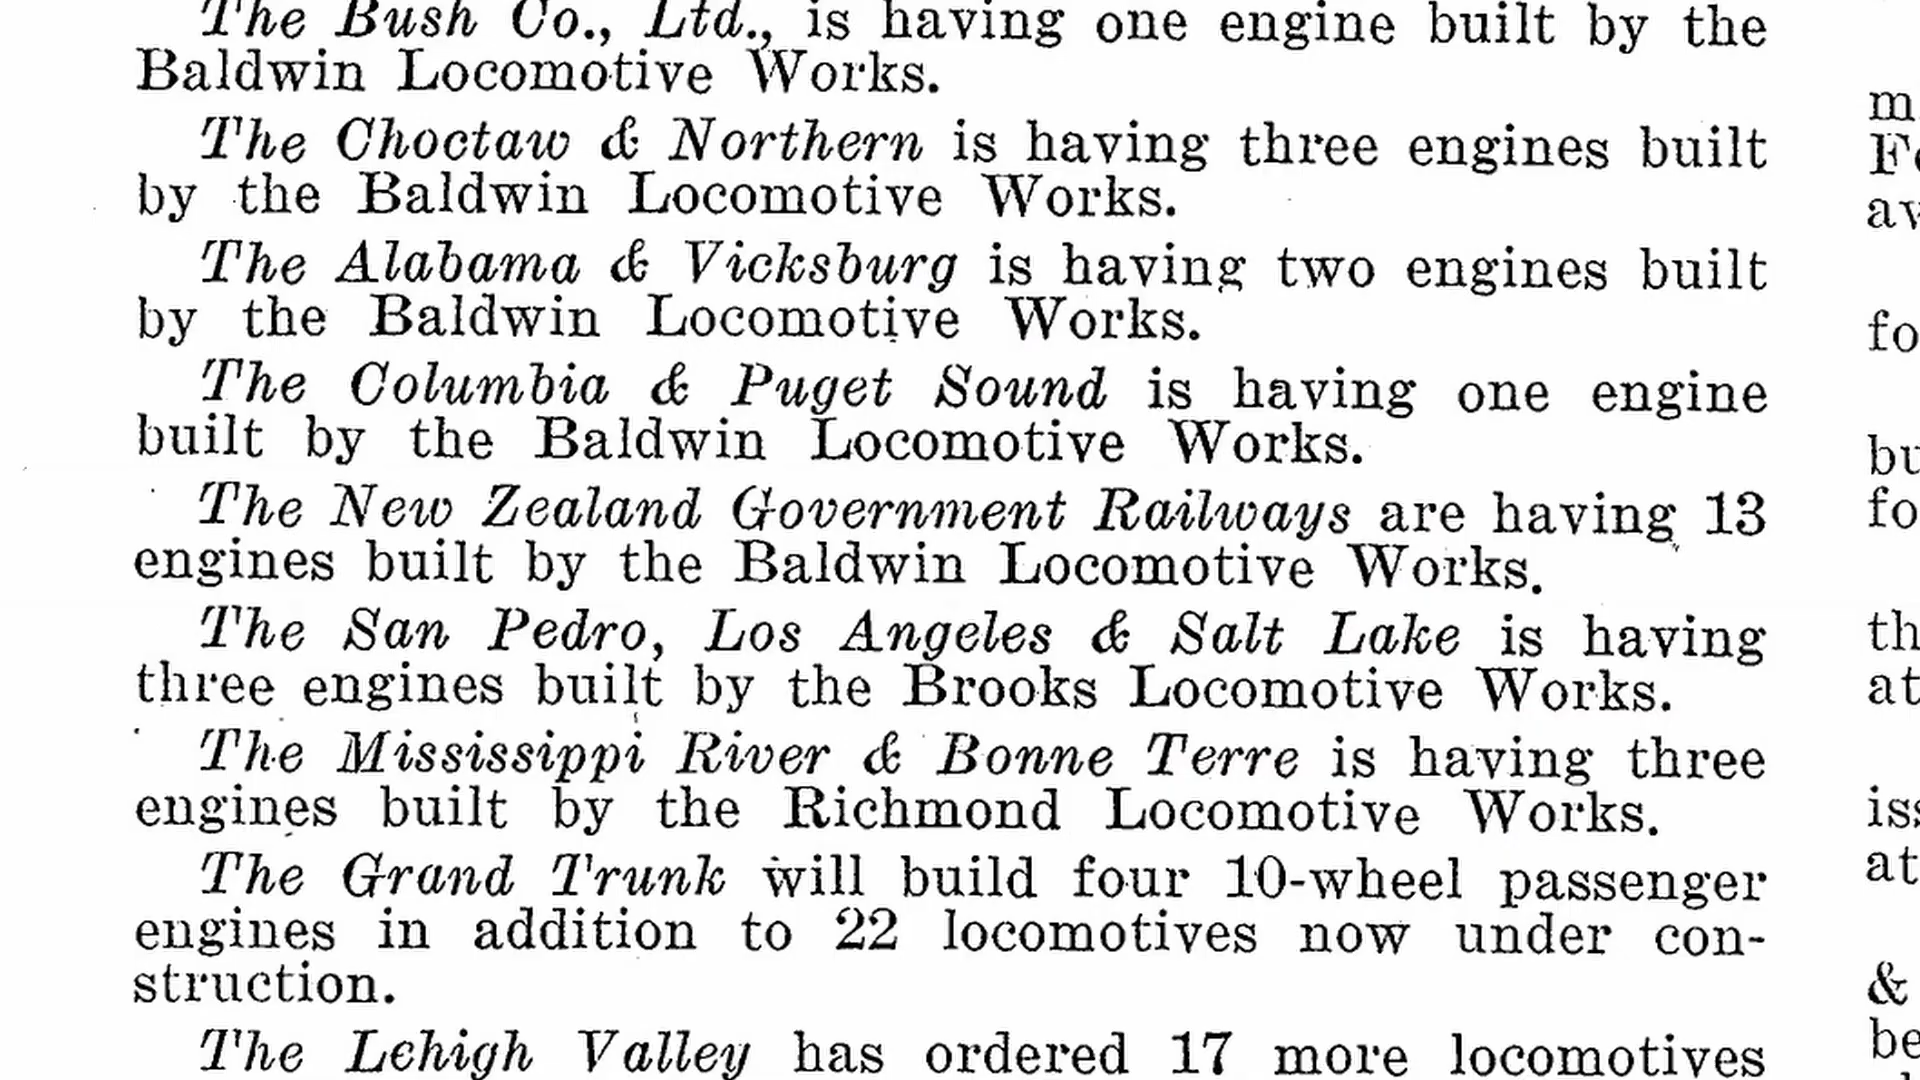 The Bush Co., Ltd., is having one engine built by the
Baldwin Locomotive Works.
The Choctaw & Northern is having three engines built
by the Baldwin Locomotive Works.
The Alabama & Vicksburg is having two engines built
by the Baldwin Locomotive Works.
The Columbia & Puget Sound is having one engine
built by the Baldwin Locomotive Works.
The New Zealand Government Railways are having 13
engines built by the Baldwin Locomotive Works.
The San Pedro, Los Angeles & Salt Lake is having
three engines built by the Brooks Locomotive Works.
The Mississippi River & Bonne Terre is having three
engines built by the Richmond Locomotive Works.
The Grand Trunk will build four 10-wheel passenger
engines in addition to 22 locomotives now under con-
struction.
The Lehigh Valley has ordered 17 more locomotives